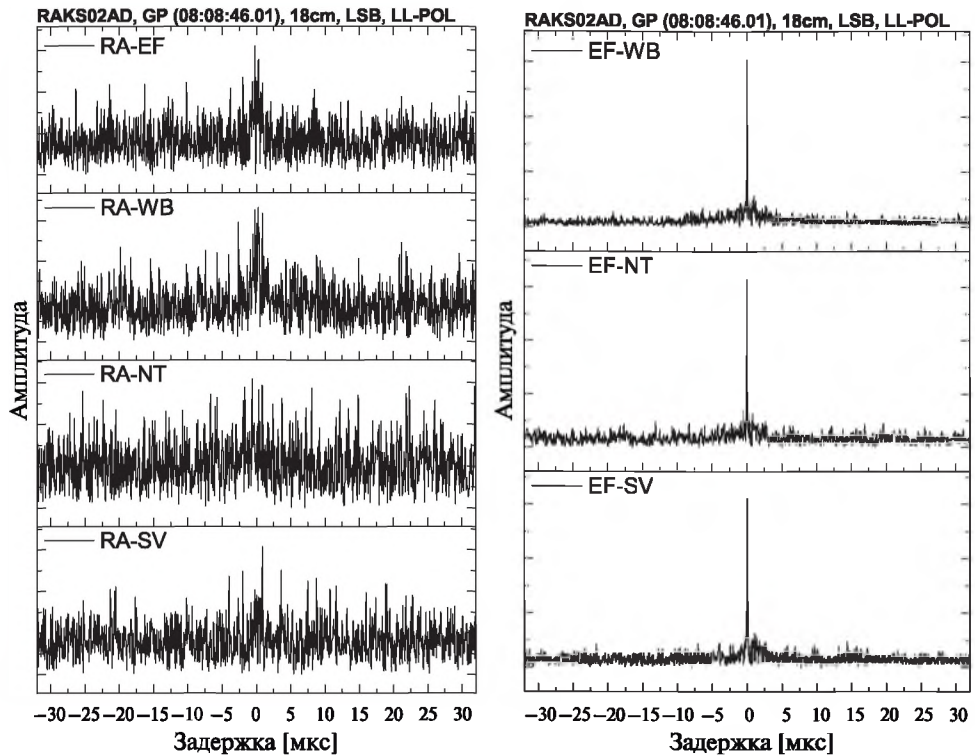 RAKS02AD, GP (08:08:46.01), 18cm, LSB, LL-POL
RA-EF
RA-WB
RA-NT
RA-SV
Амплитуда
−30 −25 −20 −15 −10 −5 0 5 10 15 20 25 30
Задержка [мкс]
RAKS02AD, GP (08:08:46.01), 18cm, LSB, LL-POL
EF-WB
EF-NT
EF-SV
Амплитуда
−30 −25 −20 −15 −10 −5 0 5 10 15 20 25 30
Задержка [мкс]